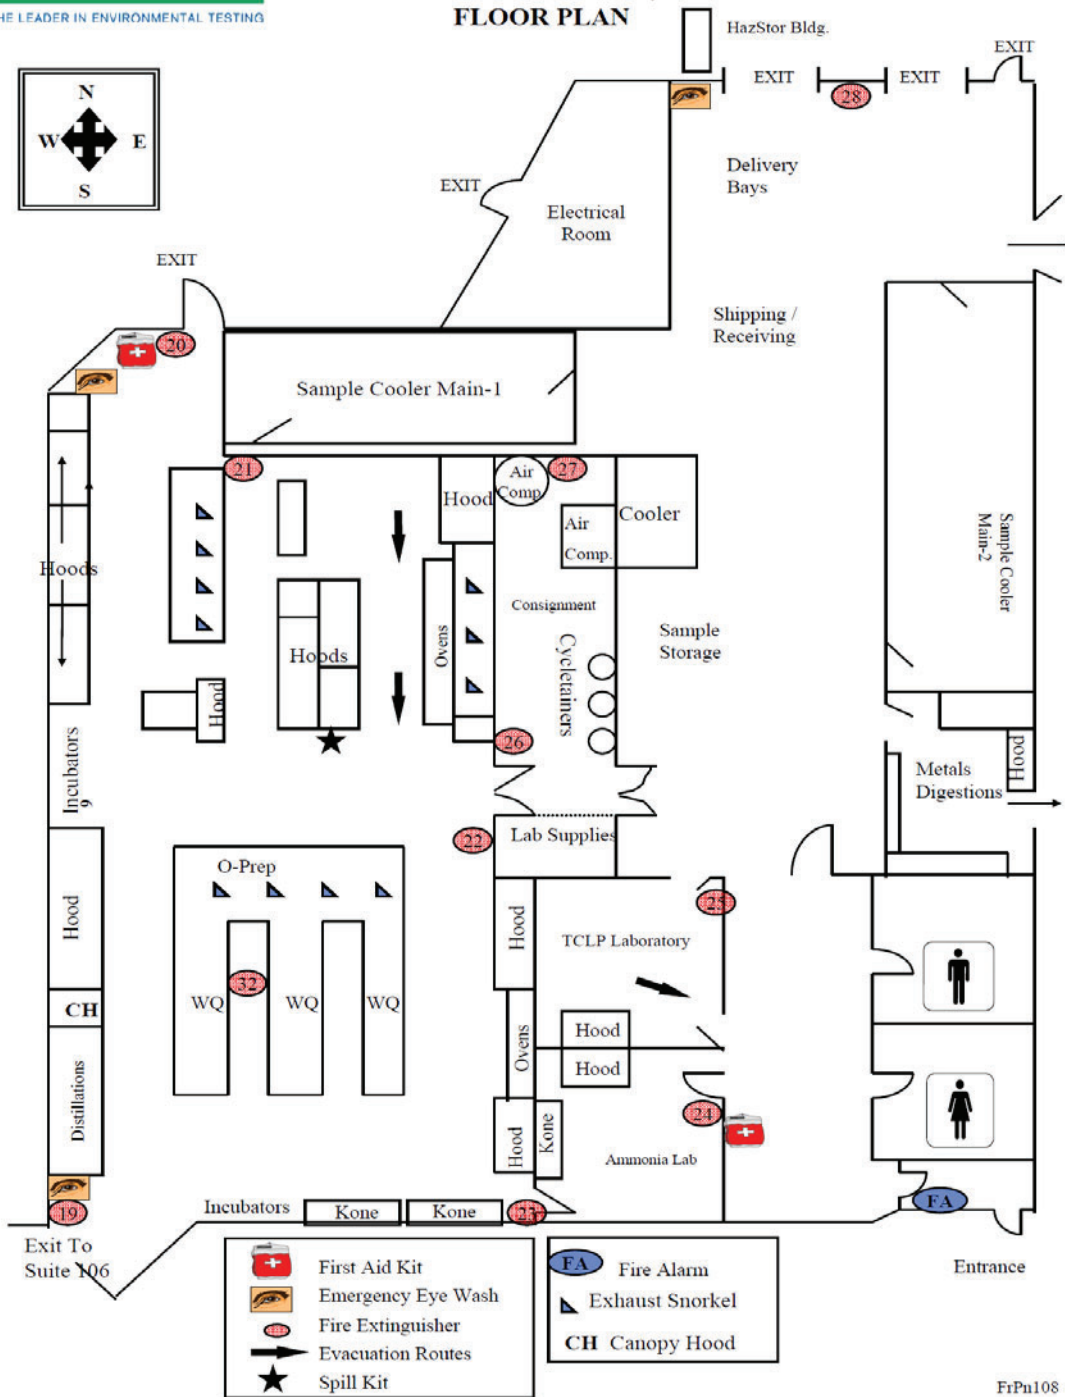 HE LEADER IN ENVIRONMENTAL TESTING
FLOOR PLAN
HazStor Bldg.
EXIT
EXIT
EXIT
28
N
W E
S
Delivery
Bays
EXIT
Electrical
Room
EXIT
Shipping /
Receiving
20
Sample Cooler Main-1
21
Hood
Air
Comp.
27
Air
Comp.
Cooler
Sample Cooler
Main-2
Hoods
Consignment
Ovens
Cycletainers
Sample
Storage
Hoods
Hood
26
Incubators
9
Metals
Digestions
Hood
22
Lab Supplies
O-Prep
Hood
Hood
25
TCLP Laboratory
32
WQ
WQ
WQ
CH
Ovens
Hood
Hood
Distillations
24
Hood
Kone
Ammonia Lab
19
Incubators
Kone
Kone
23
FA
Exit To
Suite 106
Entrance
First Aid Kit
Emergency Eye Wash
Fire Extinguisher
Evacuation Routes
Spill Kit
FA Fire Alarm
Exhaust Snorkel
CH Canopy Hood
FrPn108